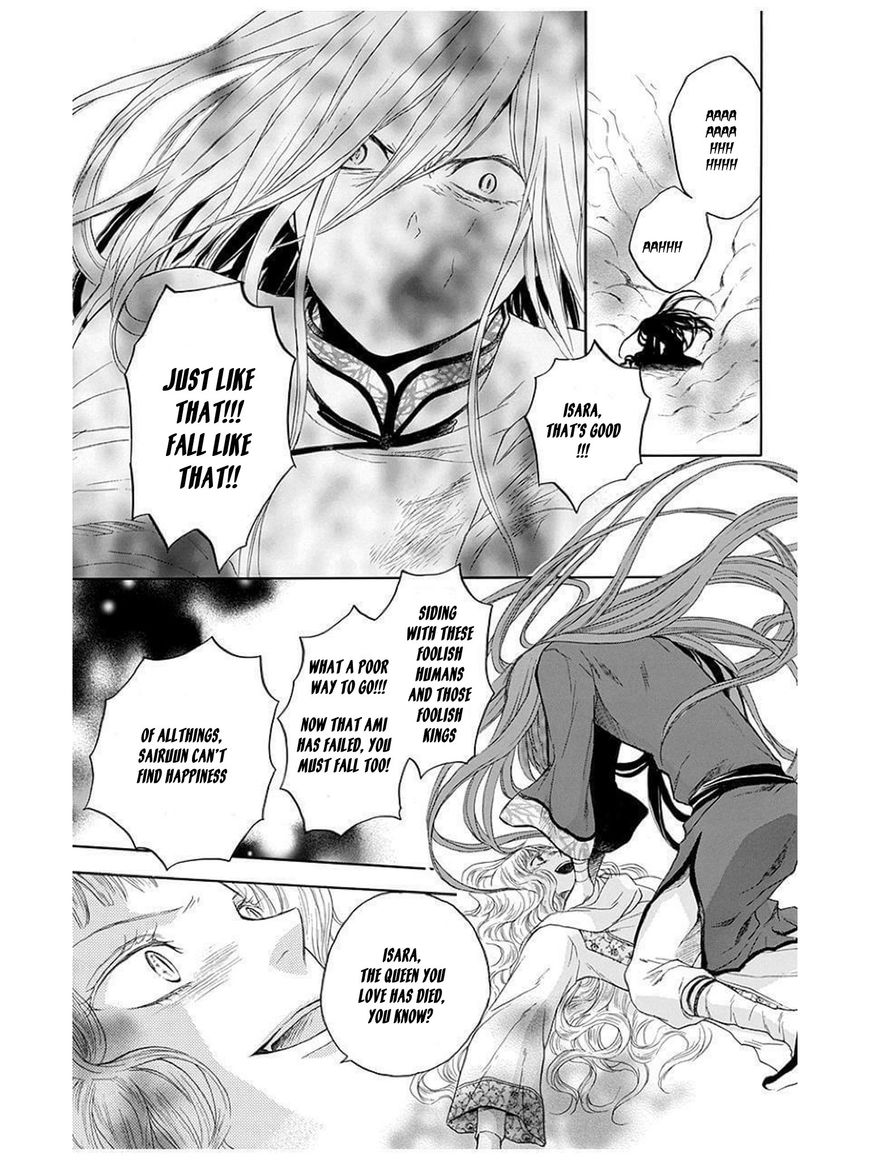 AAAA
AAAA
HHH
HHHH
AAHHH
ISARA,
THAT'S GOOD
!!!
JUST LIKE
THAT!!!
FALL LIKE
THAT!!
SIDING
WITH THESE
FOOLISH
HUMANS
AND THOSE
FOOLISH
KINGS
WHAT A POOR
WAY TO GO!!!
NOW THAT AMI
HAS FAILED, YOU
MUST FALL TOO!
OF ALLTHINGS,
SAIRUUN CAN'T
FIND HAPPINESS
ISARA,
THE QUEEN YOU
LOVE HAS DIED,
YOU KNOW?